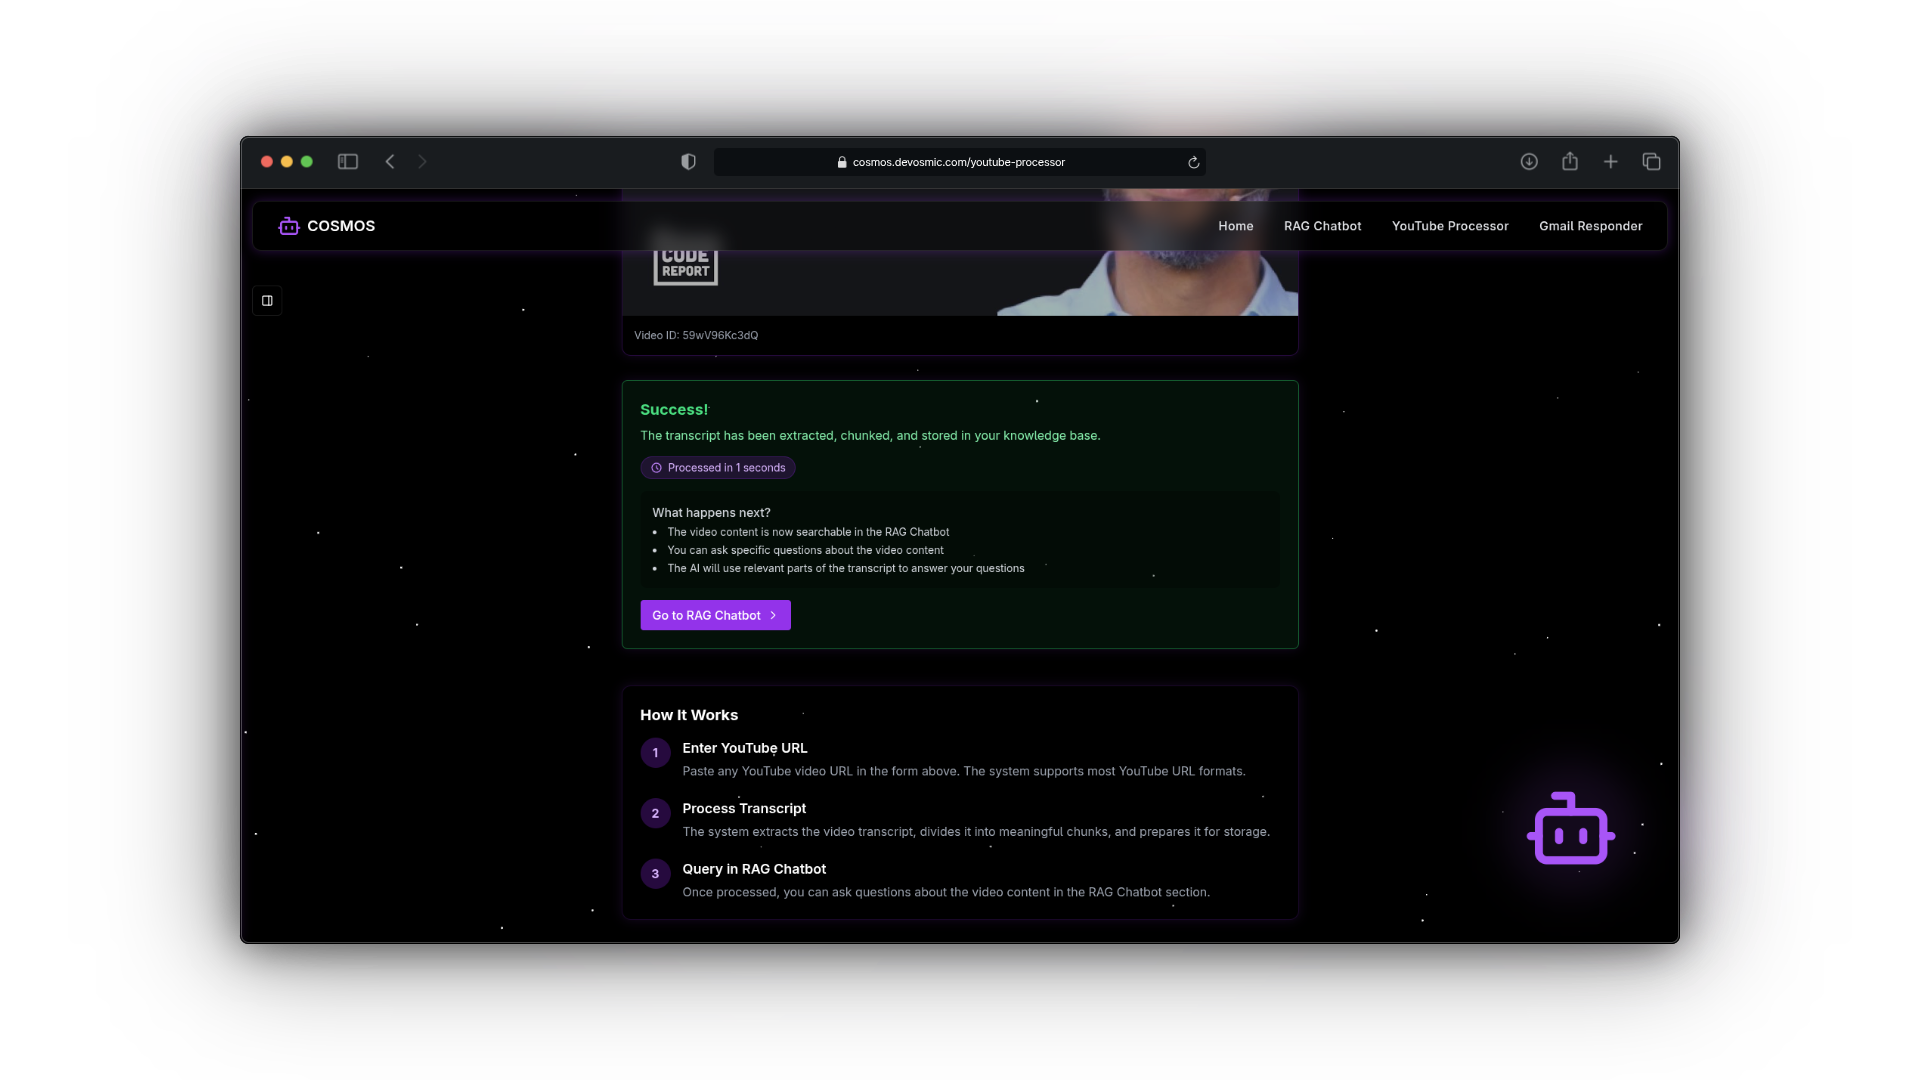 cosmos.devosmic.com/youtube-processor
COSMOS
Home
RAG Chatbot
YouTube Processor
Gmail Responder
CODE
REPORT
Video ID: 59wV96Kc3dQ
Success!
The transcript has been extracted, chunked, and stored in your knowledge base.
Processed in 1 seconds
What happens next?
• The video content is now searchable in the RAG Chatbot
• You can ask specific questions about the video content
• The AI will use relevant parts of the transcript to answer your questions
Go to RAG Chatbot
How It Works
1
Enter YouTube URL
Paste any YouTube video URL in the form above. The system supports most YouTube URL formats.
2
Process Transcript
The system extracts the video transcript, divides it into meaningful chunks, and prepares it for storage.
3
Query in RAG Chatbot
Once processed, you can ask questions about the video content in the RAG Chatbot section.